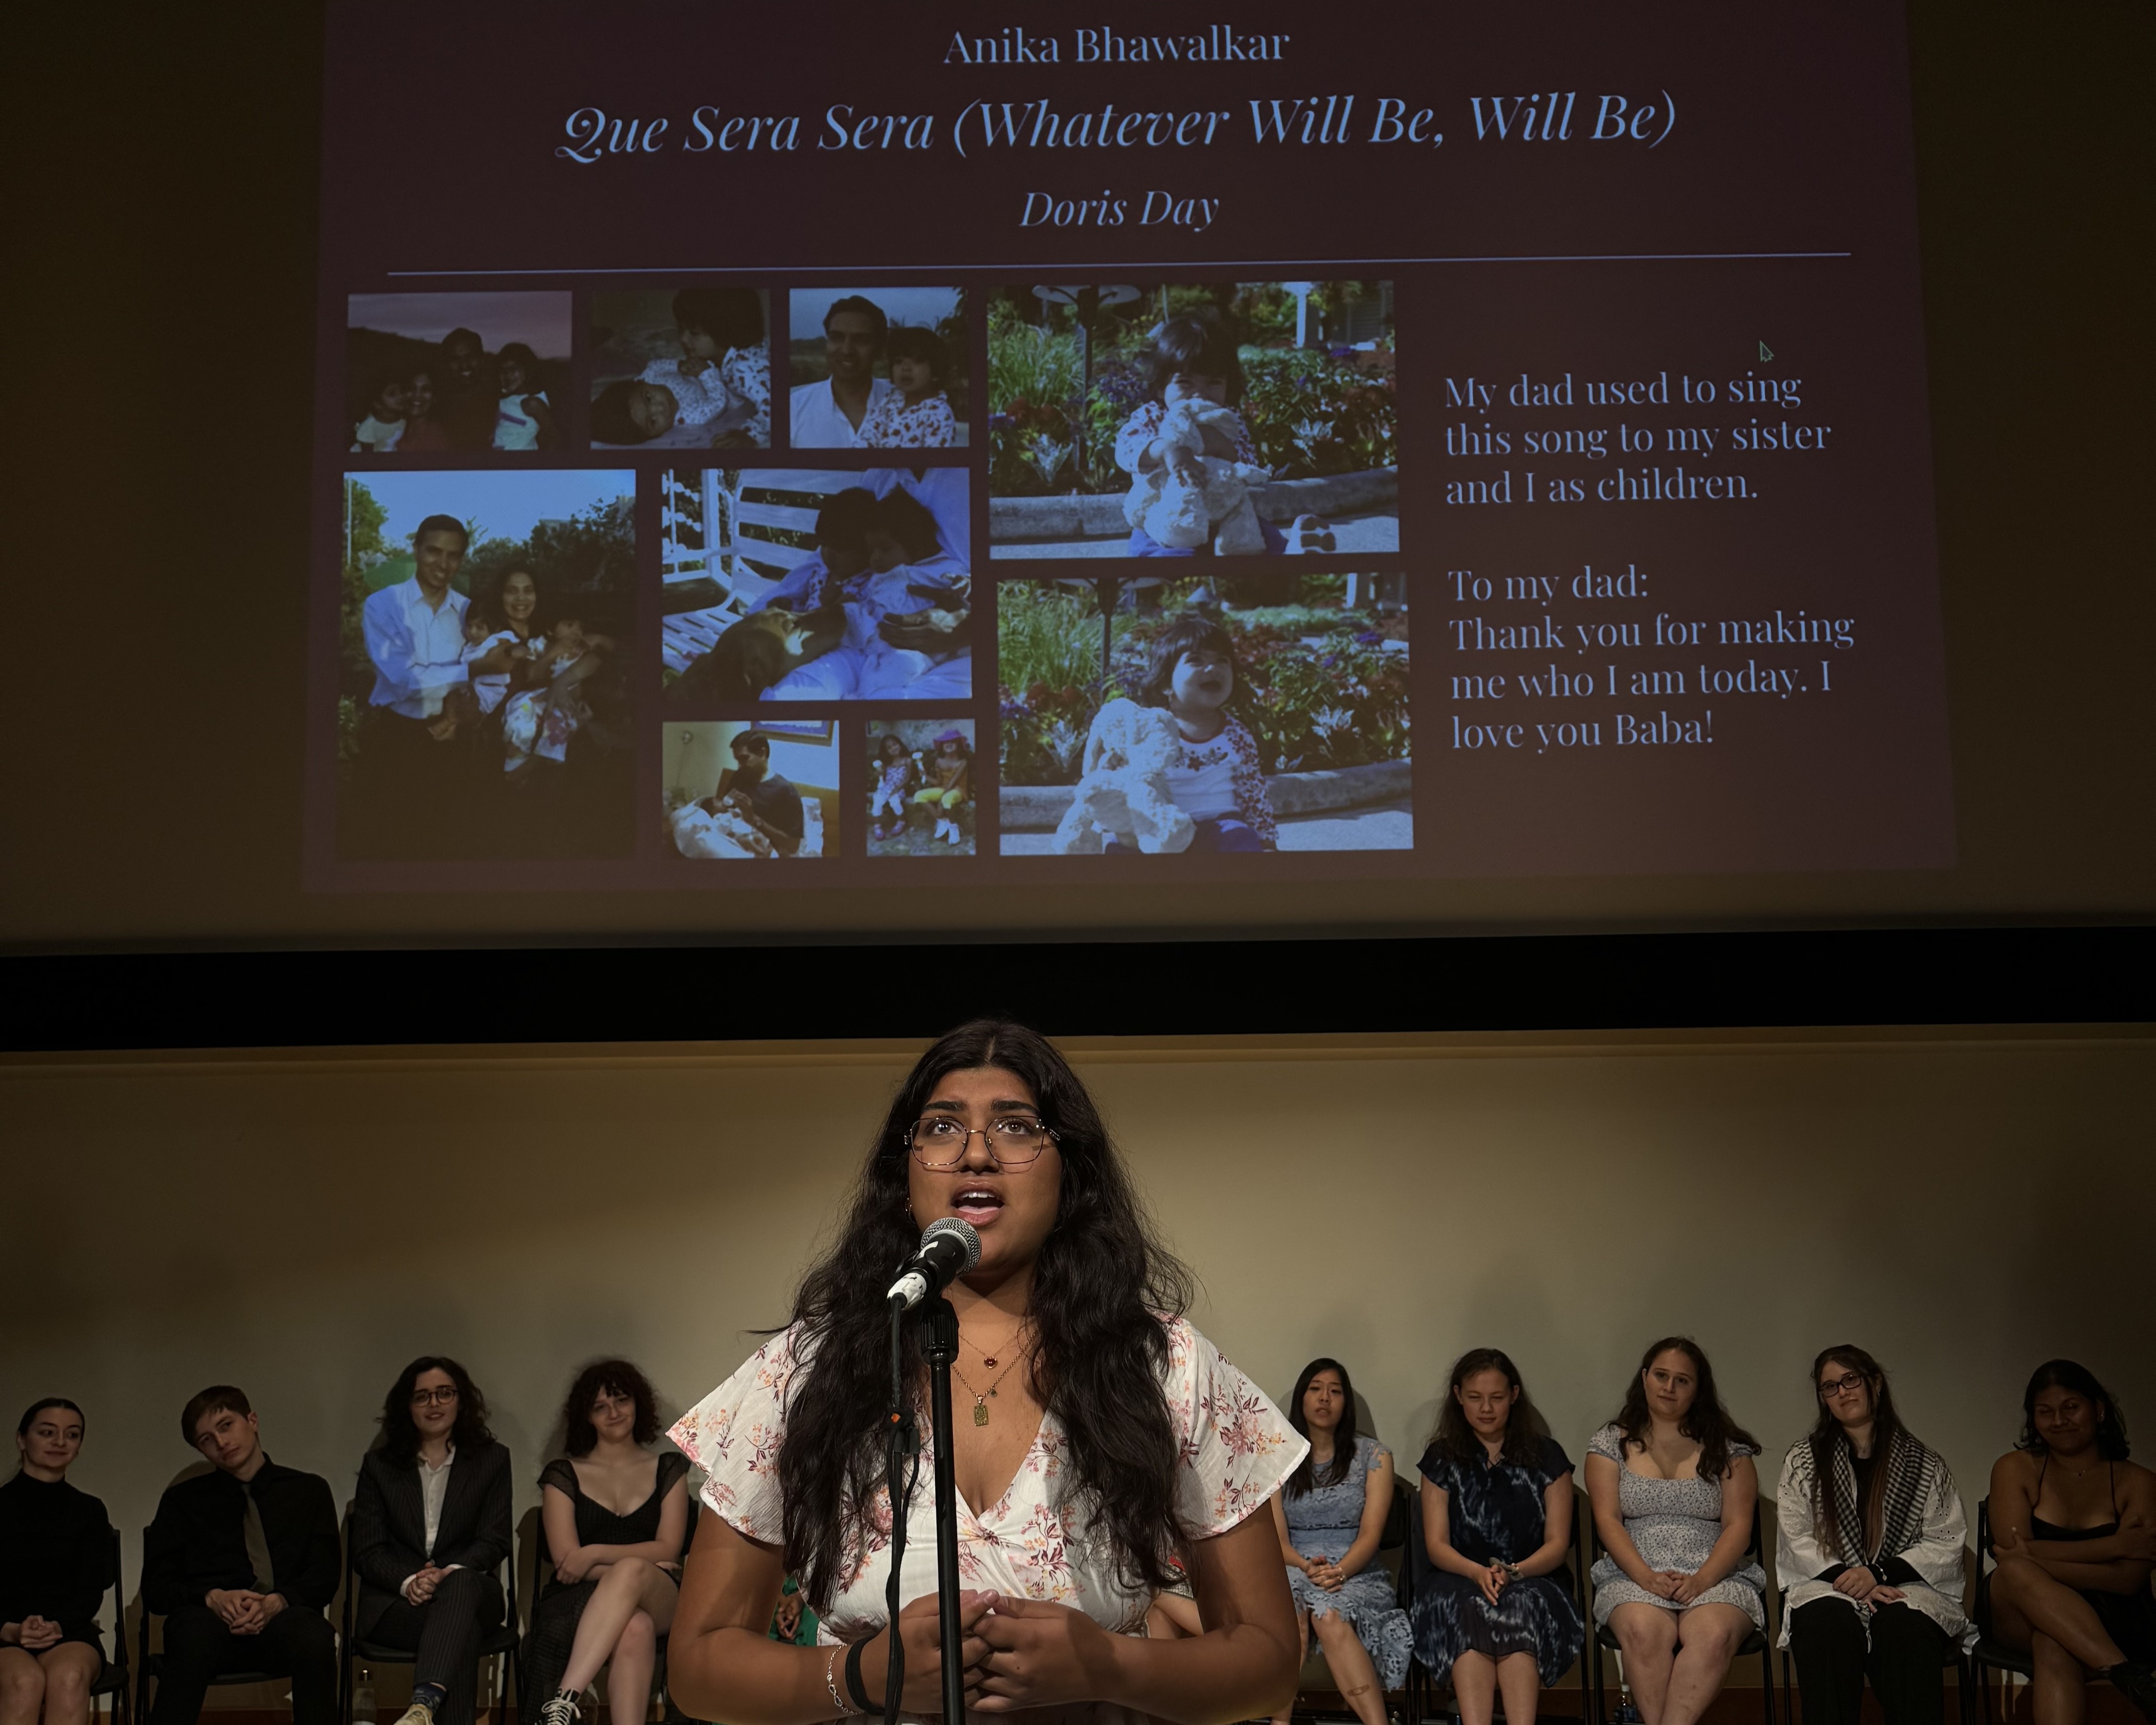 Anika Bhawalkar
Que Sera Sera (Whatever Will Be, Will Be)
Doris Day
My dad used to sing
this song to my sister
and I as children.
To my dad:
Thank you for making
me who I am today. I
love you Baba!